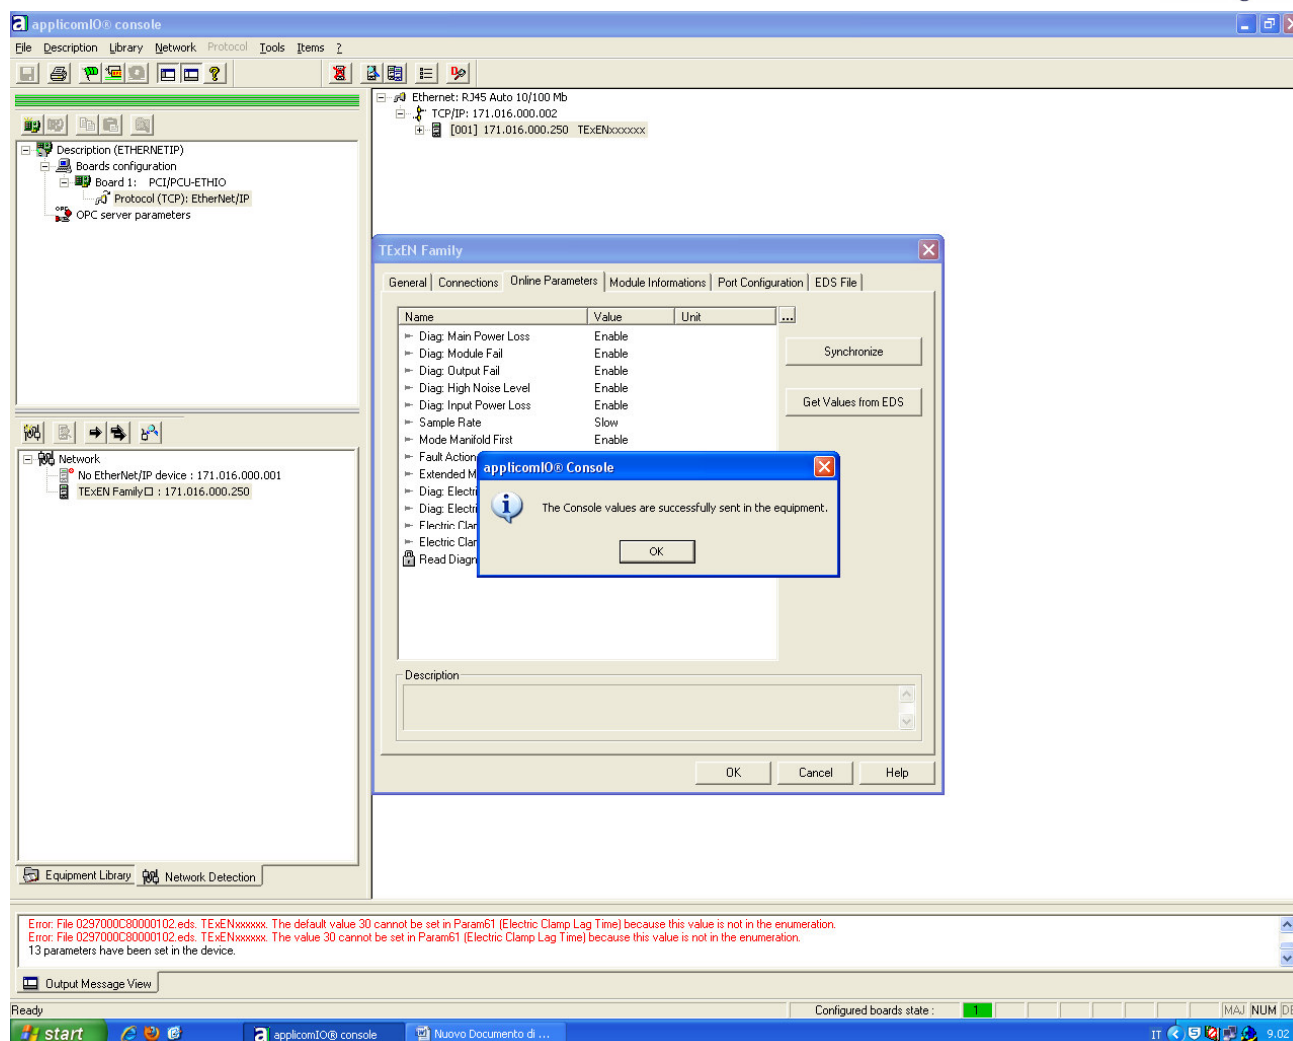 applicomIO® console
File Description Library Network Protocol Tools Items ?
Ethernet: RJ45 Auto 10/100 Mb
TCP/IP: 171.016.000.002
[001] 171.016.000.250 TExENxxxxxx
Description (ETHERNETIP)
Boards configuration
Board 1: PCI/PCU-ETHIO
Protocol (TCP): EtherNet/IP
OPC server parameters
Network
No EtherNet/IP device : 171.016.000.001
TExEN Family□ : 171.016.000.250
Equipment Library Network Detection
TExEN Family
General Connections Online Parameters Module Informations Port Configuration EDS File
Name Value Unit ...
Diag: Main Power Loss Enable
Diag: Module Fail Enable
Diag: Output Fail Enable
Diag: High Noise Level Enable
Diag: Input Power Loss Enable
Sample Rate Slow
Mode Manifold First Enable
Fault Action
Extended M
Diag: Electri
Diag: Electri
Electric Clar
Electric Clar
Read Diagn
Synchronize
Get Values from EDS
applicomIO® Console
The Console values are successfully sent in the equipment.
OK
Description
OK Cancel Help
Error: File 0297000C80000102.eds. TExENxxxxxx. The default value 30 cannot be set in Param61 (Electric Clamp Lag Time) because this value is not in the enumeration.
Error: File 0297000C80000102.eds. TExENxxxxxx. The value 30 cannot be set in Param61 (Electric Clamp Lag Time) because this value is not in the enumeration.
13 parameters have been set in the device.
Output Message View
Ready Configured boards state : 1 MAJ NUM
start applicomIO® console Nuovo Documento di ... IT 9.02